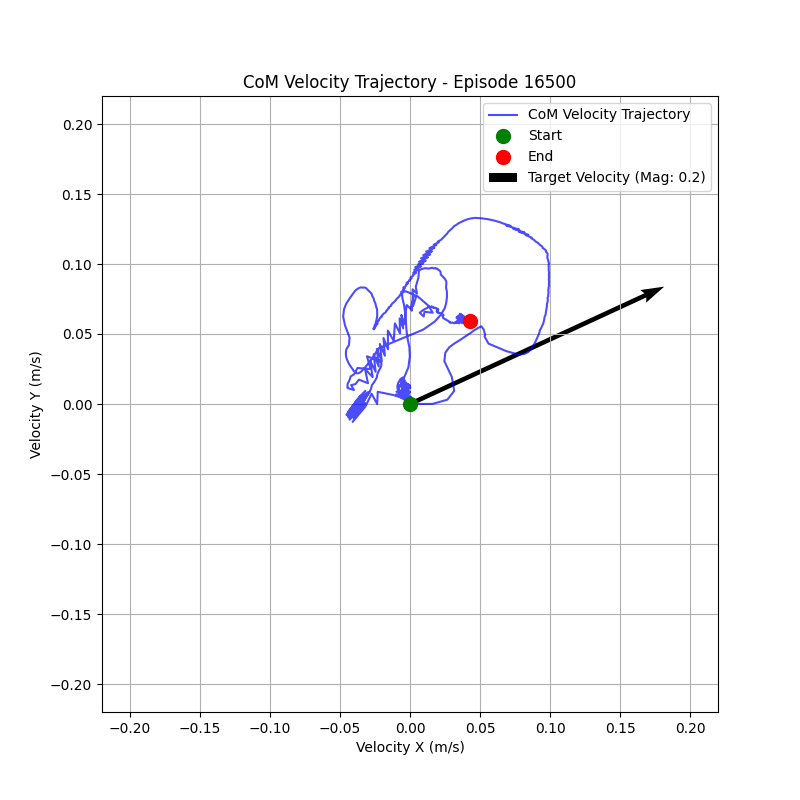 CoM Velocity Trajectory - Episode 16500
CoM Velocity Trajectory
Start
End
Target Velocity (Mag: 0.2)
Velocity Y (m/s)
0.20
0.15
0.10
0.05
0.00
−0.05
−0.10
−0.15
−0.20
−0.20 −0.15 −0.10 −0.05 0.00 0.05 0.10 0.15 0.20
Velocity X (m/s)